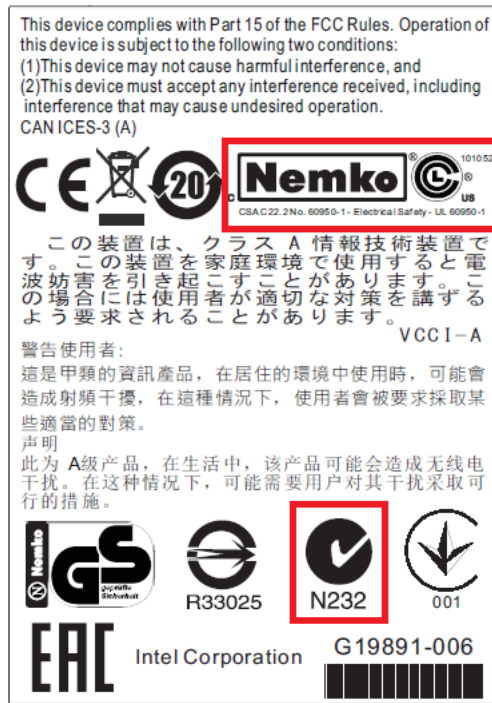 This device complies with Part 15 of the FCC Rules. Operation of
this device is subject to the following two conditions:
(1)This device may not cause harmful interference, and
(2)This device must accept any interference received, including
interference that may cause undesired operation.
CAN ICES-3 (A)
CE 20 C Nemko ® CL ® 101052 US
CSA C22.2 No. 60950-1 - Electrical Safety - UL 60950-1
この装置は、クラス A 情報技術装置で
す。この装置を家庭環境で使用すると電
波妨害を引き起こすことがあります。こ
の場合には使用者が適切な対策を講ずる
よう要求されることがあります。
VCCI-A
警告使用者:
這是甲類的資訊產品，在居住的環境中使用時，可能會
造成射頻干擾，在這種情況下，使用者會被要求採取某
些適當的對策。
声明
此为 A级产品，在生活中，该产品可能会造成无线电
干扰。在这种情况下，可能需要用户对其干扰采取可
行的措施。
N Nemko GS geprüfte Sicherheit
R33025 N232 001
EAC Intel Corporation G19891-006